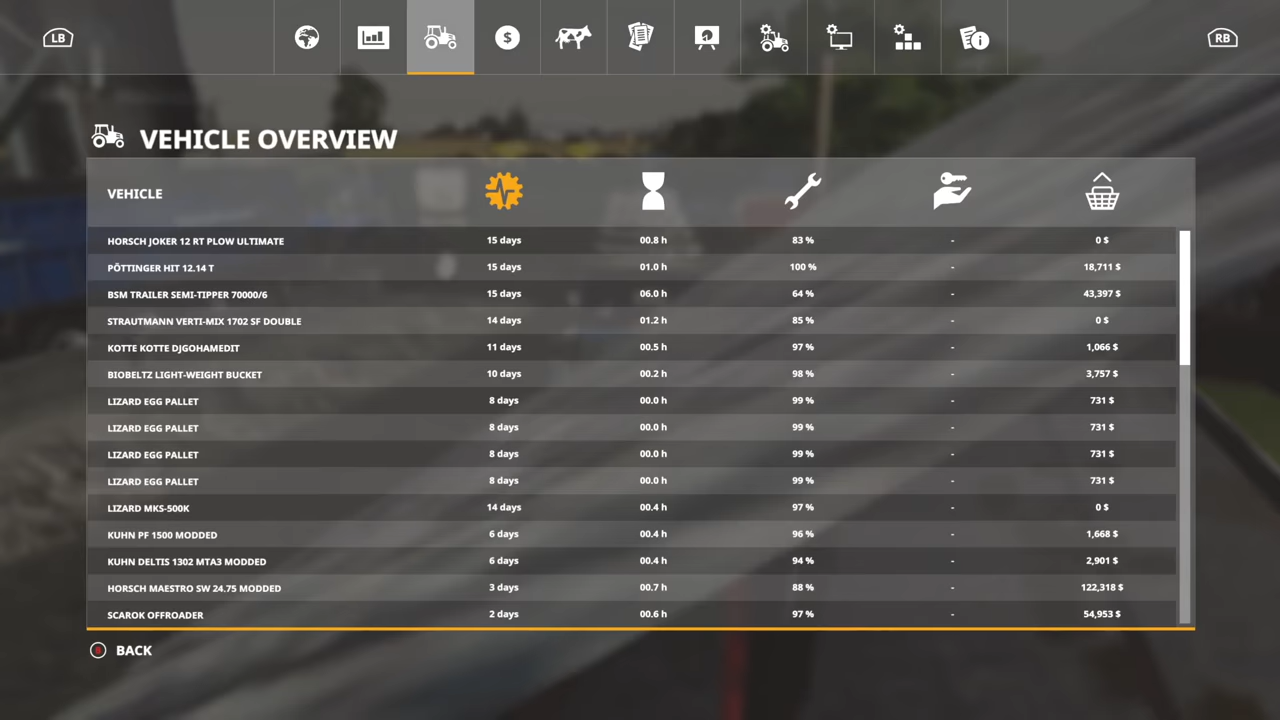 LB
$
RB
VEHICLE OVERVIEW
VEHICLE
HORSCH JOKER 12 RT PLOW ULTIMATE 15 days 00.8 h 83 % - 0 $
PÖTTINGER HIT 12.14 T 15 days 01.0 h 100 % - 18,711 $
BSM TRAILER SEMI-TIPPER 70000/6 15 days 06.0 h 64 % - 43,397 $
STRAUTMANN VERTI-MIX 1702 SF DOUBLE 14 days 01.2 h 85 % - 0 $
KOTTE KOTTE DJGOHAMEDIT 11 days 00.5 h 97 % - 1,066 $
BIOBELTZ LIGHT-WEIGHT BUCKET 10 days 00.2 h 98 % - 3,757 $
LIZARD EGG PALLET 8 days 00.0 h 99 % - 731 $
LIZARD EGG PALLET 8 days 00.0 h 99 % - 731 $
LIZARD EGG PALLET 8 days 00.0 h 99 % - 731 $
LIZARD EGG PALLET 8 days 00.0 h 99 % - 731 $
LIZARD MKS-500K 14 days 00.4 h 97 % - 0 $
KUHN PF 1500 MODDED 6 days 00.4 h 96 % - 1,668 $
KUHN DELTIS 1302 MTA3 MODDED 6 days 00.4 h 94 % - 2,901 $
HORSCH MAESTRO SW 24.75 MODDED 3 days 00.7 h 88 % - 122,318 $
SCAROK OFFROADER 2 days 00.6 h 97 % - 54,953 $
BACK